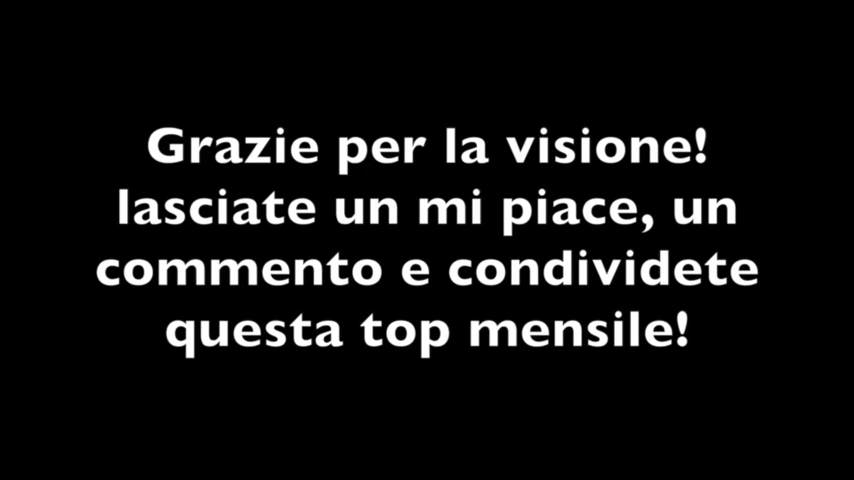 Grazie per la visione!
lasciate un mi piace, un
commento e condividete
questa top mensile!